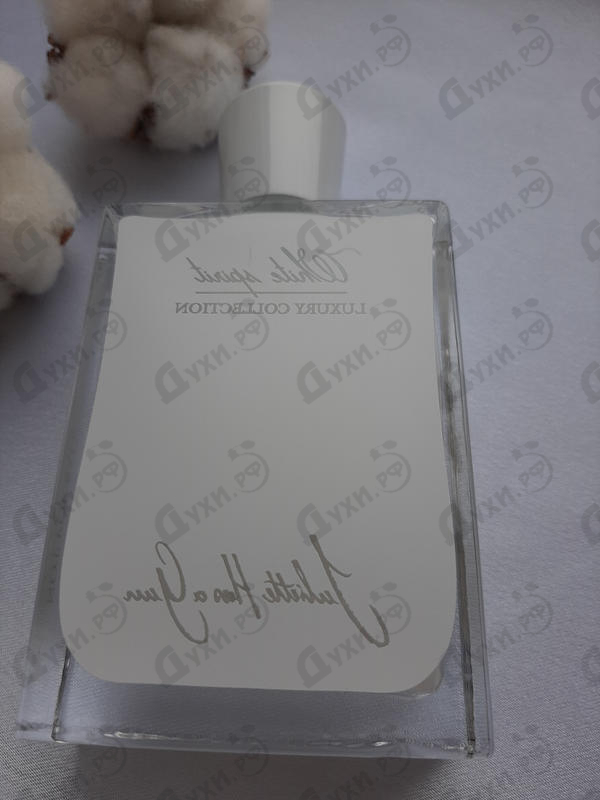 White spirit
LUXURY COLLECTION
Juliette Has a Gun
Духи.РФ